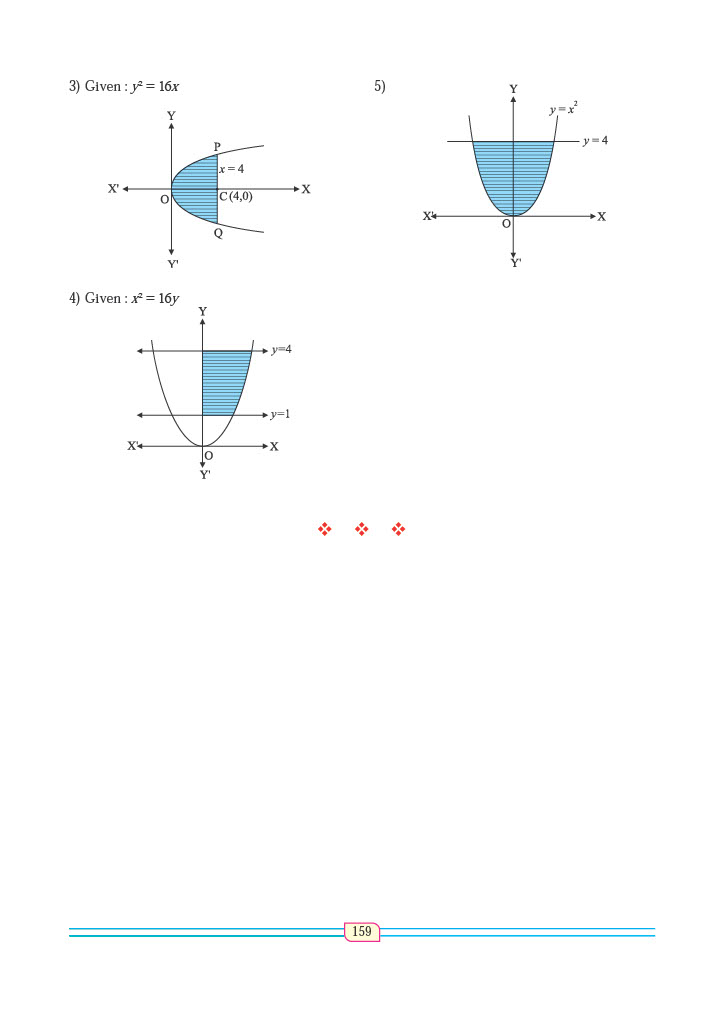 3) Given : y² = 16x
Y
P
x = 4
X'
O
C (4,0)
X
Q
Y'
4) Given : x² = 16y
Y
y=4
y=1
X'
O
X
Y'
5)
Y
y = x²
y = 4
X'
O
X
Y'
159